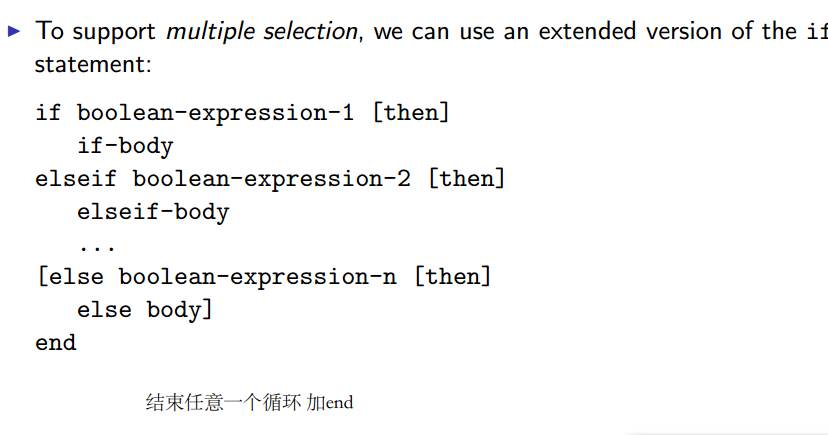 ► To support multiple selection, we can use an extended version of the if
statement:
if boolean-expression-1 [then]
if-body
elseif boolean-expression-2 [then]
elseif-body
...
[else boolean-expression-n [then]
else body]
end
结束任意一个循环 加end